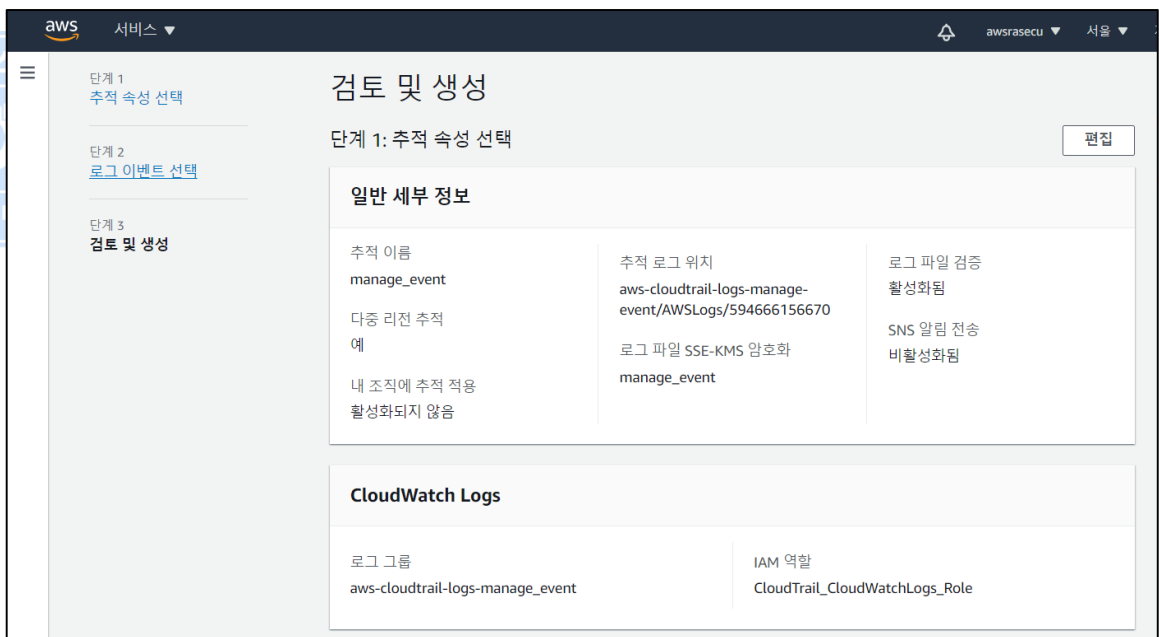 aws
서비스 ▼
awsrasecu ▼
서울 ▼
단계 1
추적 속성 선택
단계 2
로그 이벤트 선택
단계 3
검토 및 생성
검토 및 생성
단계 1: 추적 속성 선택
편집
일반 세부 정보
추적 이름
manage_event
다중 리전 추적
예
내 조직에 추적 적용
활성화되지 않음
추적 로그 위치
aws-cloudtrail-logs-manage-
event/AWSLogs/594666156670
로그 파일 SSE-KMS 암호화
manage_event
로그 파일 검증
활성화됨
SNS 알림 전송
비활성화됨
CloudWatch Logs
로그 그룹
aws-cloudtrail-logs-manage_event
IAM 역할
CloudTrail_CloudWatchLogs_Role